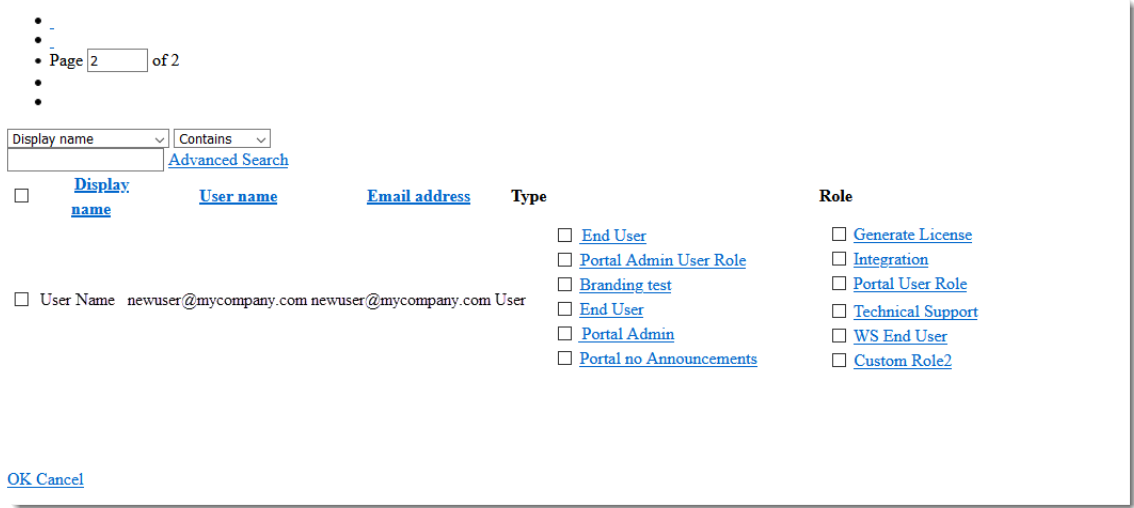 Page 2 of 2
Display name Contains
Advanced Search
Display name User name Email address Type Role
End User Generate License
Portal Admin User Role Integration
Branding test Portal User Role
User Name newuser@mycompany.com newuser@mycompany.com User
End User Technical Support
Portal Admin WS End User
Portal no Announcements Custom Role2
OK Cancel